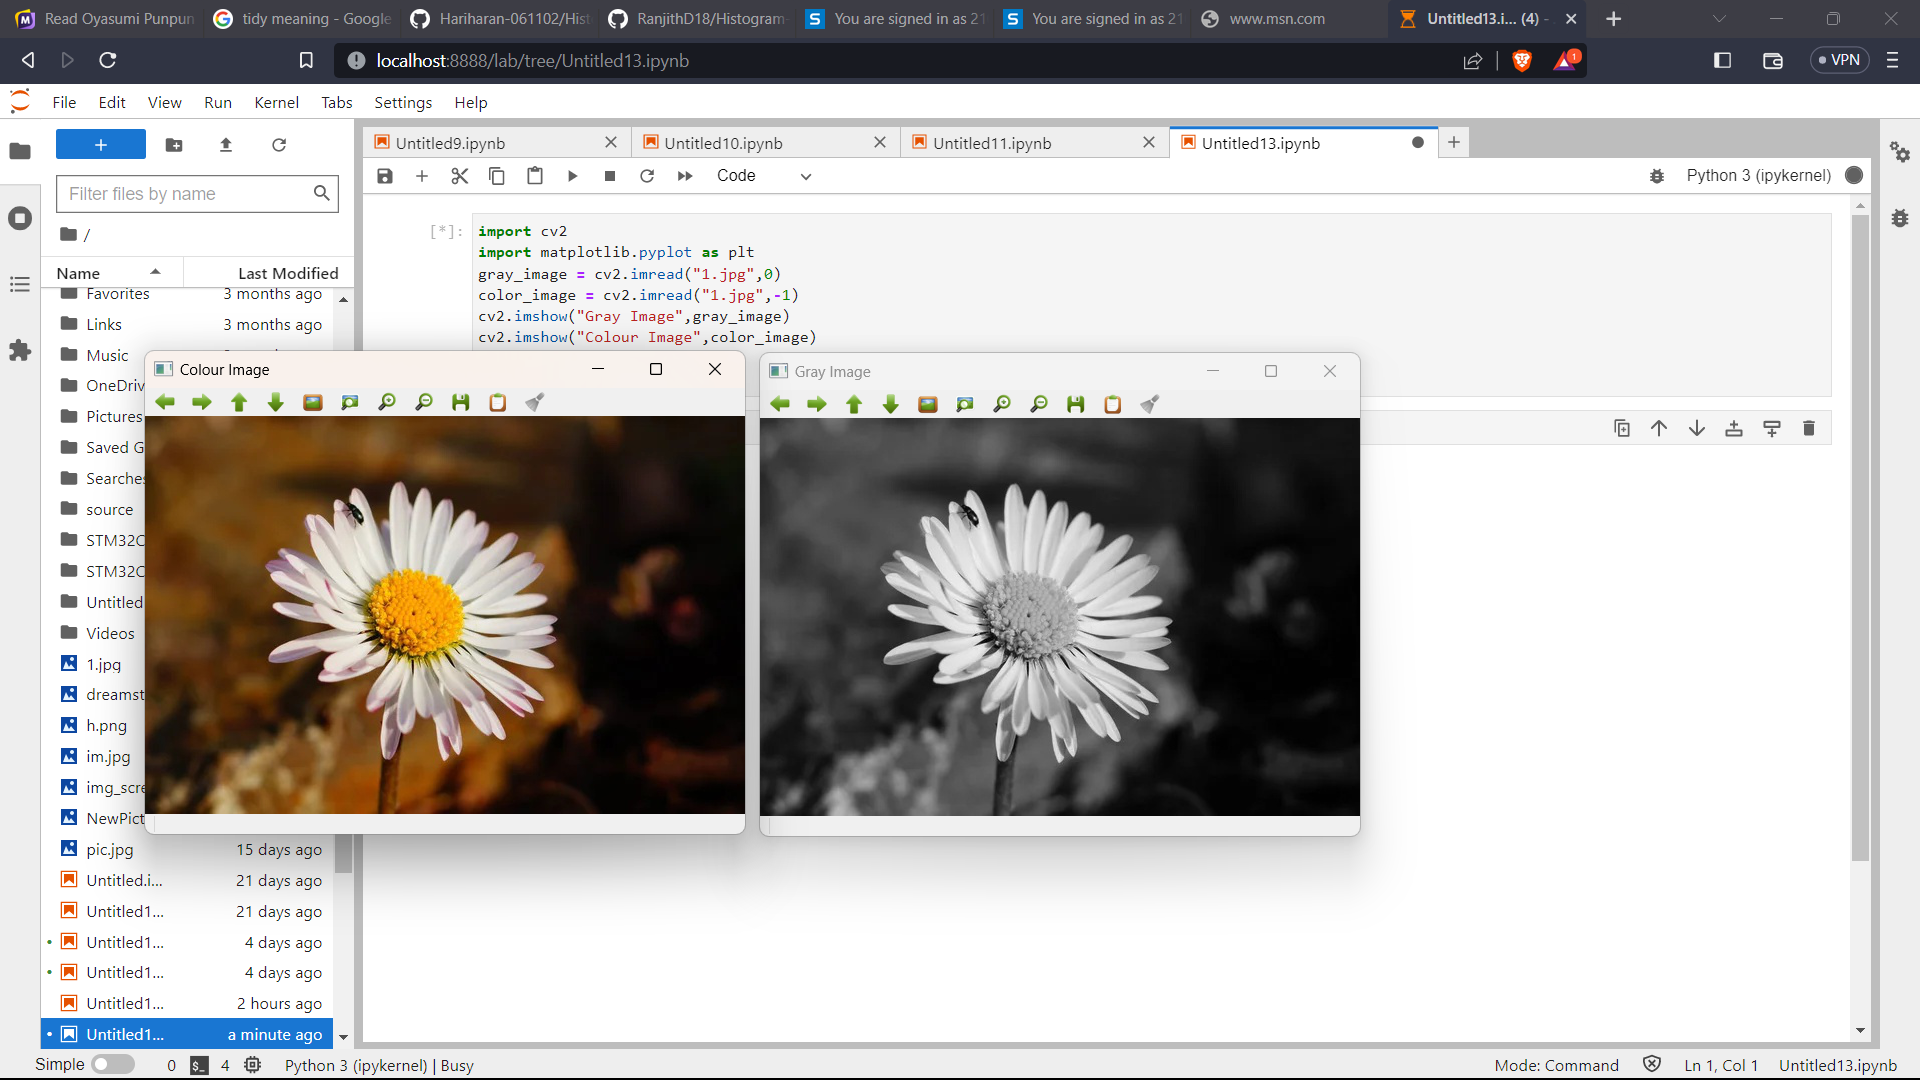 Read Oyasumi Punpun
tidy meaning - Google
Hariharan-061102/Hist
RanjithD18/Histogram-
You are signed in as 21
You are signed in as 21
www.msn.com
Untitled13.i... (4) -
localhost:8888/lab/tree/Untitled13.ipynb
1
VPN
File Edit View Run Kernel Tabs Settings Help
Untitled9.ipynb
Untitled10.ipynb
Untitled11.ipynb
Untitled13.ipynb
Code
Python 3 (ipykernel)
Filter files by name
/
Name Last Modified
Favorites 3 months ago
Links 3 months ago
Music
OneDriv
Pictures
Saved G
Searches
source
STM32C
STM32C
Untitled
Videos
1.jpg
dreamst
h.png
im.jpg
img_scre
NewPict
pic.jpg 15 days ago
Untitled.i... 21 days ago
Untitled1... 21 days ago
Untitled1... 4 days ago
Untitled1... 4 days ago
Untitled1... 2 hours ago
Untitled1... a minute ago
[*]:
import cv2
import matplotlib.pyplot as plt
gray_image = cv2.imread("1.jpg",0)
color_image = cv2.imread("1.jpg",-1)
cv2.imshow("Gray Image",gray_image)
cv2.imshow("Colour Image",color_image)
Colour Image
Gray Image
Simple 0 4 Python 3 (ipykernel) | Busy
Mode: Command Ln 1, Col 1 Untitled13.ipynb